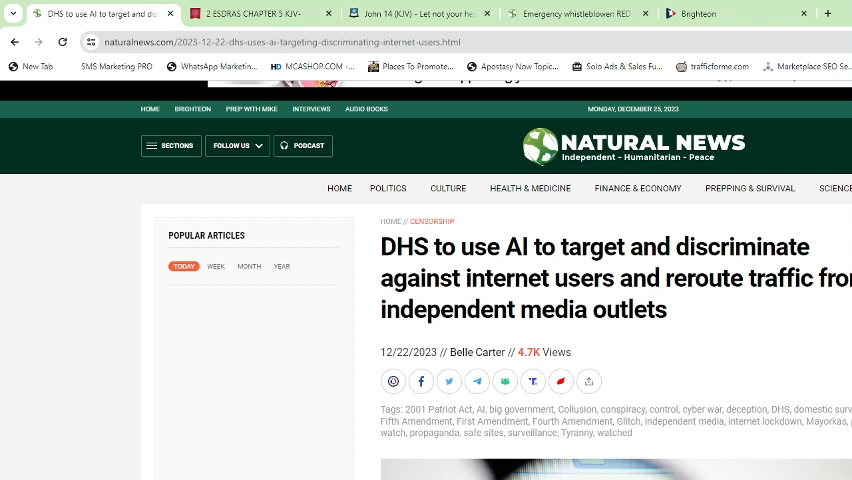 DHS to use AI to target and dis
2 ESDRAS CHAPTER 5 KJV-
John 14 (KJV) - Let not your he
Emergency whistleblower: RED
Brighteon
naturalnews.com/2023-12-22-dhs-uses-ai-targeting-discriminating-internet-users.html
New Tab
SMS Marketing PRO
WhatsApp Marketin...
HD MCASHOP.COM -...
Places To Promote...
Apostasy Now Topic...
Solo Ads & Sales Fu...
trafficforme.com
Marketplace SEO Se...
HOME BRIGHTEON PREP WITH MIKE INTERVIEWS AUDIO BOOKS
MONDAY, DECEMBER 25, 2023
SECTIONS
FOLLOW US
PODCAST
NATURAL NEWS
Independent - Humanitarian - Peace
HOME POLITICS CULTURE HEALTH & MEDICINE FINANCE & ECONOMY PREPPING & SURVIVAL SCIENC
POPULAR ARTICLES
TODAY WEEK MONTH YEAR
HOME // CENSORSHIP
DHS to use AI to target and discriminate
against internet users and reroute traffic fro
independent media outlets
12/22/2023 // Belle Carter // 4.7K Views
Tags: 2001 Patriot Act, AI, big government, Collusion, conspiracy, control, cyber war, deception, DHS, domestic surv
Fifth Amendment, First Amendment, Fourth Amendment, Glitch, independent media, internet lockdown, Mayorkas,
watch, propaganda, safe sites, surveillance, Tyranny, watched